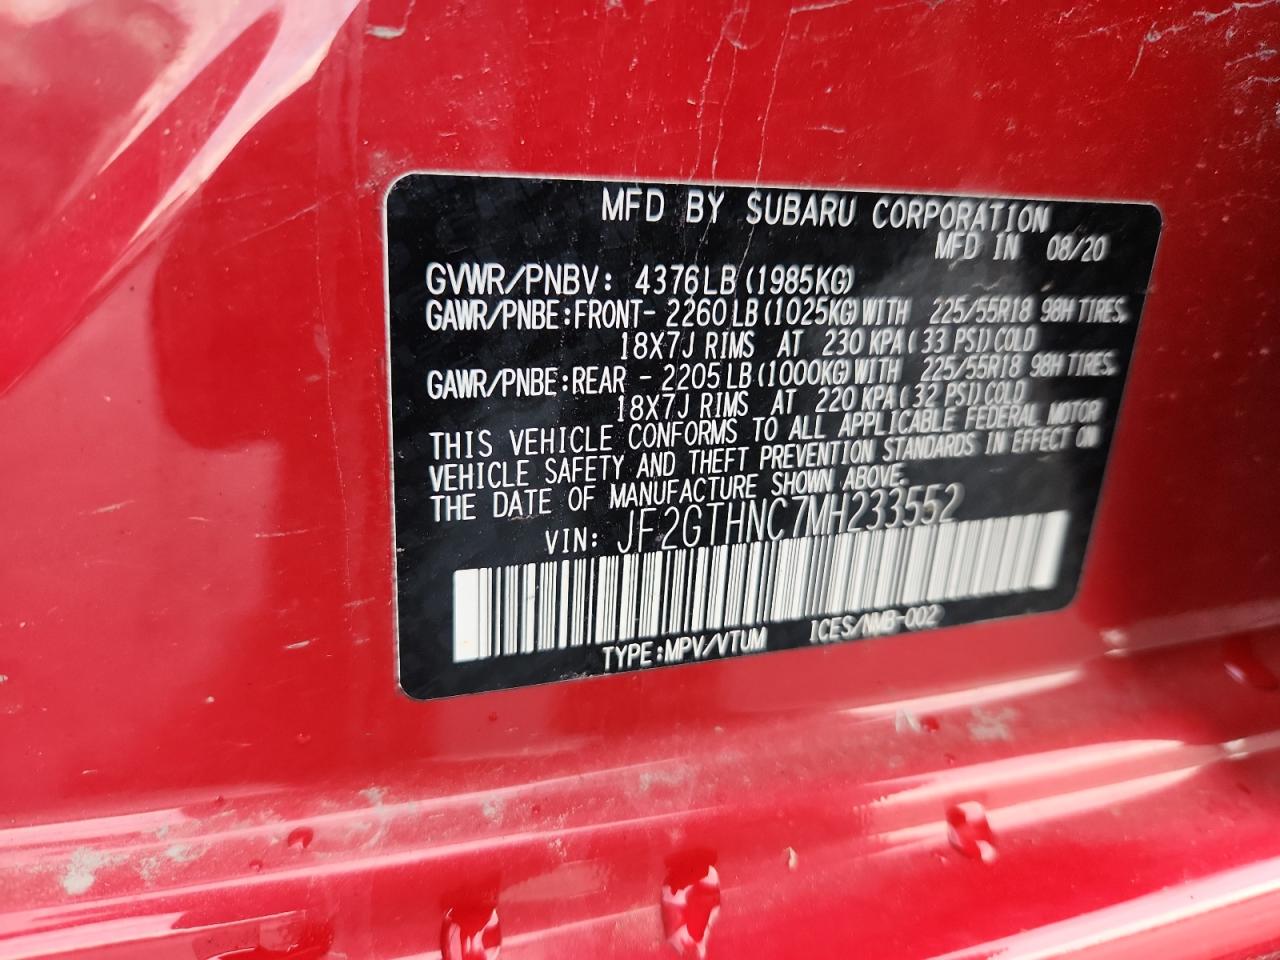 MFD BY SUBARU CORPORATION
MFD IN 08/20
GVWR/PNBV: 4376LB (1985KG)
GAWR/PNBE:FRONT- 2260LB (1025KG) WITH 225/55R18 98H TIRES,
18X7J RIMS AT 230 KPA ( 33 PSI) COLD
GAWR/PNBE:REAR - 2205LB (1000KG) WITH 225/55R18 98H TIRES,
18X7J RIMS AT 220 KPA ( 32 PSI) COLD
THIS VEHICLE CONFORMS TO ALL APPLICABLE FEDERAL MOTOR
VEHICLE SAFETY AND THEFT PREVENTION STANDARDS IN EFFECT ON
THE DATE OF MANUFACTURE SHOWN ABOVE.
VIN: JF2GTHNC7MH233552
TYPE:MPV/VTUM ICES/NMB-002